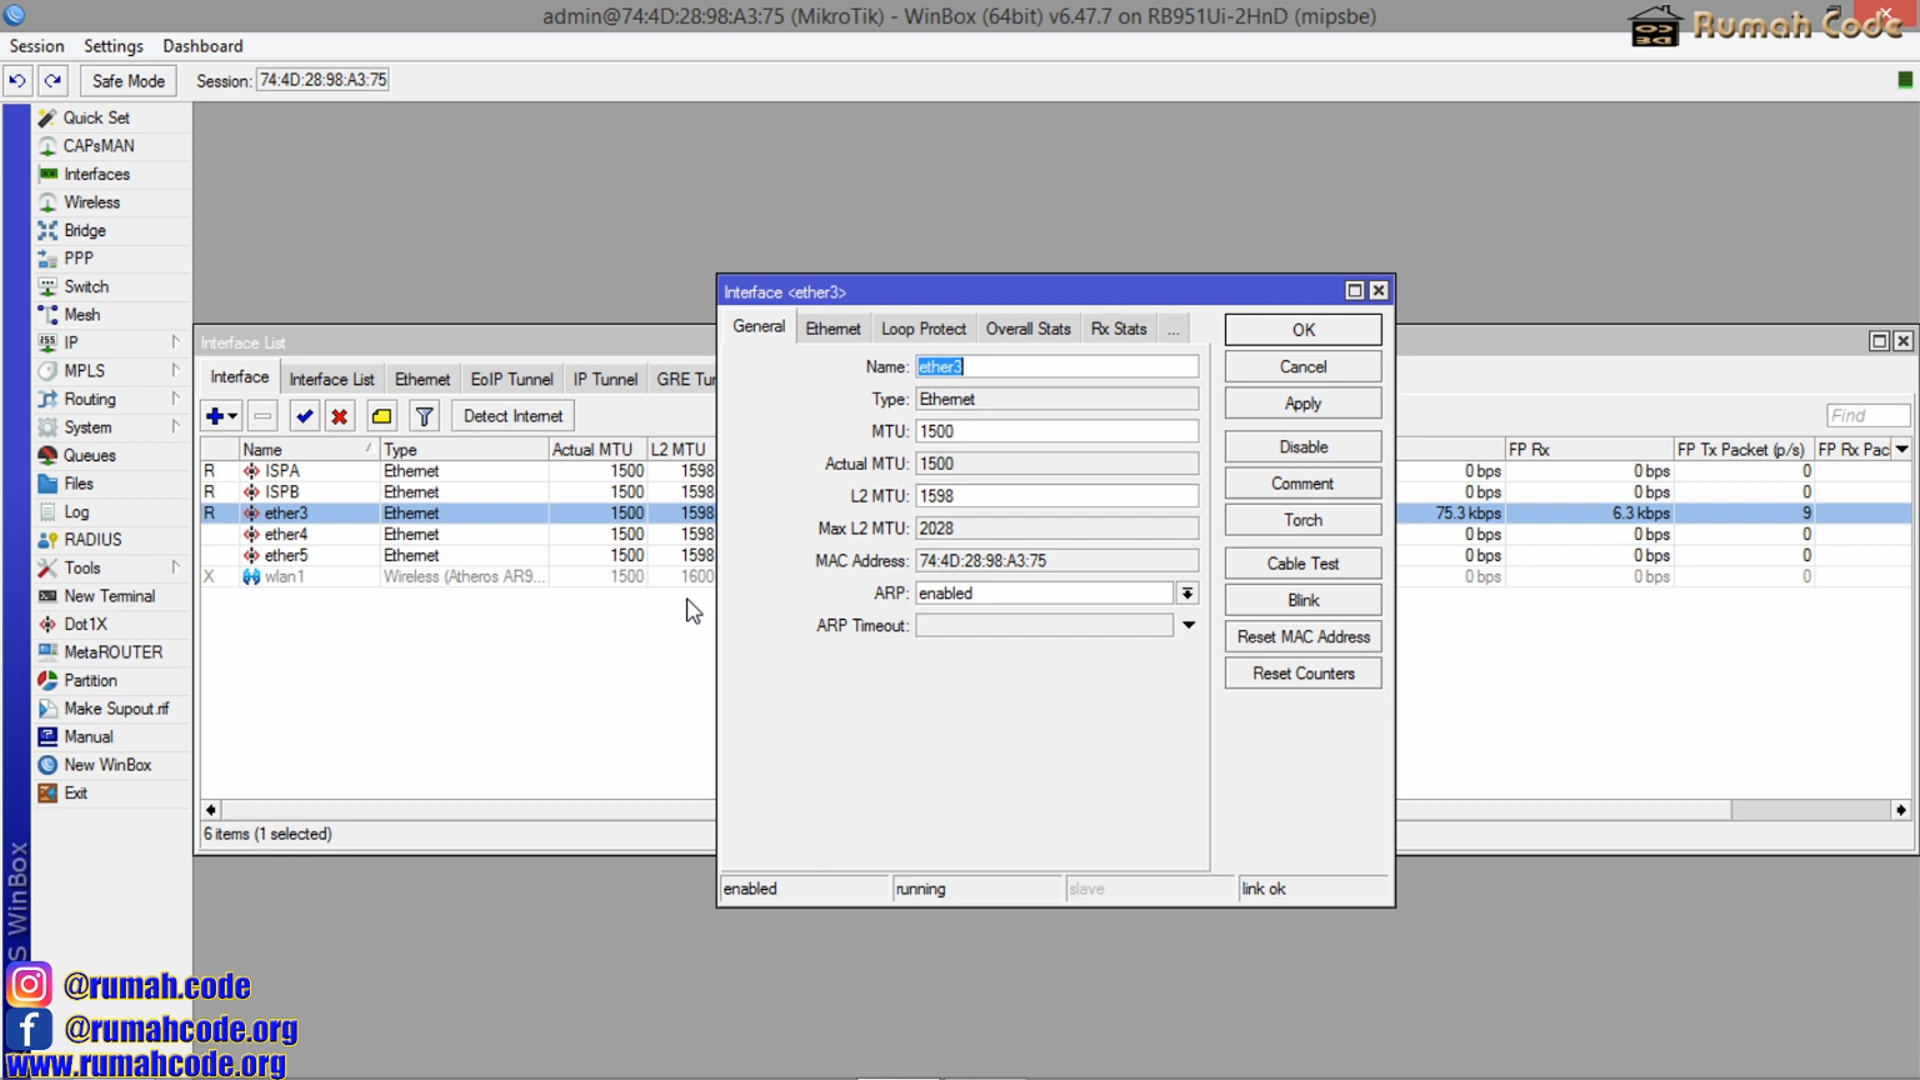 admin@74:4D:28:98:A3:75 (MikroTik) - WinBox (64bit) v6.47.7 on RB951Ui-2HnD (mipsbe)
Rumah Code
Session Settings Dashboard
Safe Mode Session: 74:4D:28:98:A3:75
Quick Set
CAPsMAN
Interfaces
Wireless
Bridge
PPP
Switch
Mesh
IP
MPLS
Routing
System
Queues
Files
Log
RADIUS
Tools
New Terminal
Dot1X
MetaROUTER
Partition
Make Supout.rif
Manual
New WinBox
Exit
S WinBox
Interface List
Interface Interface List Ethernet EoIP Tunnel IP Tunnel GRE Tun
Detect Internet Find
Name Type Actual MTU L2 MTU FP Rx FP Tx Packet (p/s) FP Rx Pac
R ISPA Ethernet 1500 1598 0 bps 0 bps 0
R ISPB Ethernet 1500 1598 0 bps 0 bps 0
R ether3 Ethernet 1500 1598 75.3 kbps 6.3 kbps 9
ether4 Ethernet 1500 1598 0 bps 0 bps 0
ether5 Ethernet 1500 1598 0 bps 0 bps 0
X wlan1 Wireless (Atheros AR9... 1500 1600 0 bps 0 bps 0
6 items (1 selected)
Interface <ether3>
General Ethernet Loop Protect Overall Stats Rx Stats ...
Name: ether3
Type: Ethernet
MTU: 1500
Actual MTU: 1500
L2 MTU: 1598
Max L2 MTU: 2028
MAC Address: 74:4D:28:98:A3:75
ARP: enabled
ARP Timeout:
OK
Cancel
Apply
Disable
Comment
Torch
Cable Test
Blink
Reset MAC Address
Reset Counters
enabled running slave link ok
@rumah.code
@rumahcode.org
www.rumahcode.org